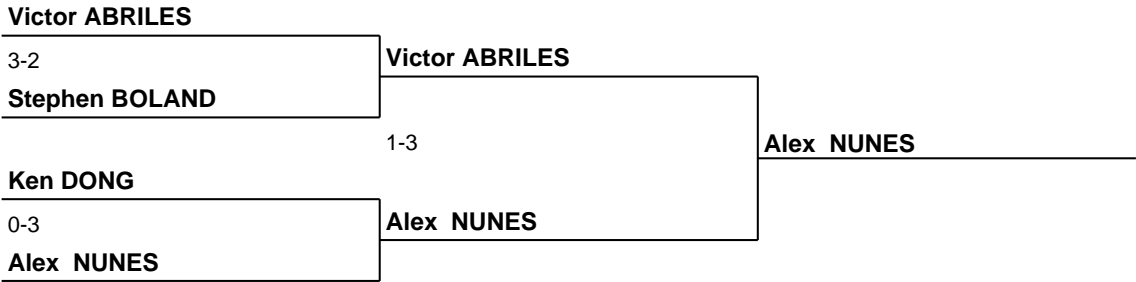 Victor ABRILES
3-2
Victor ABRILES
Stephen BOLAND
1-3
Alex NUNES
Ken DONG
0-3
Alex NUNES
Alex NUNES